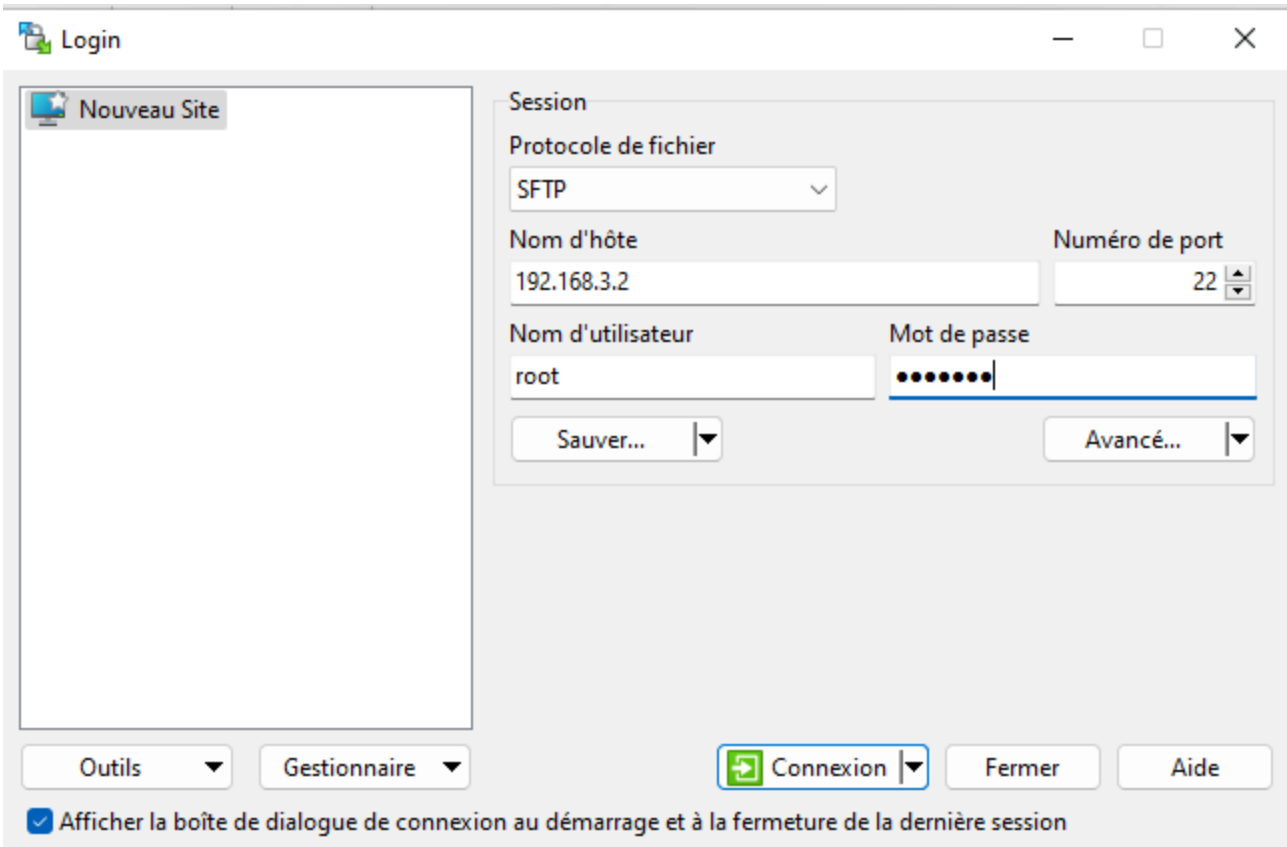 Login
Nouveau Site
Session
Protocole de fichier
SFTP
Nom d'hôte
Numéro de port
192.168.3.2
22
Nom d'utilisateur
Mot de passe
root
•••••••
Sauver...
Avancé...
Outils
Gestionnaire
Connexion
Fermer
Aide
Afficher la boîte de dialogue de connexion au démarrage et à la fermeture de la dernière session